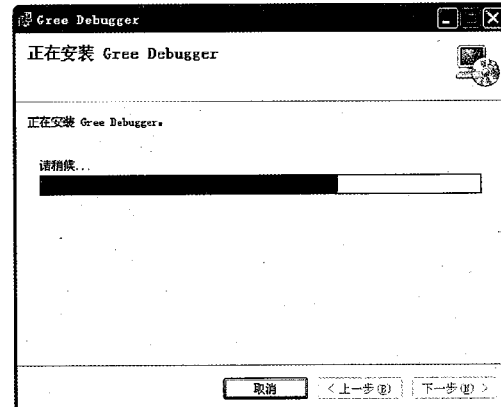 Gree Debugger
正在安装 Gree Debugger
正在安装 Gree Debugger。
请稍候...
取消
<上一步(B)
下一步(N) >